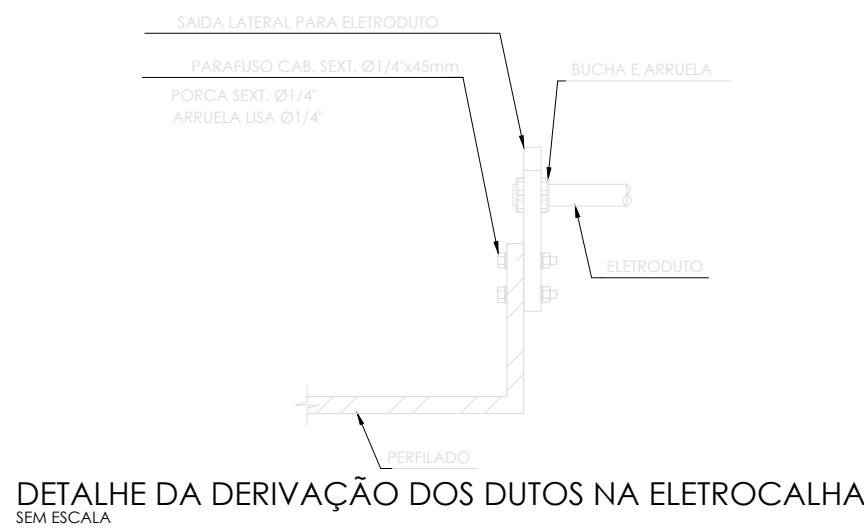 SAIDA LATERAL PARA ELETRODUTO
PARAFUSO CAB. SEXT. Ø1/4"x45mm
PORCA SEXT. Ø1/4"
ARRUELA LISA Ø1/4"
BUCHA E ARRUELA
ELETRODUTO
PERFILADO
DETALHE DA DERIVAÇÃO DOS DUTOS NA ELETROCALHA
SEM ESCALA